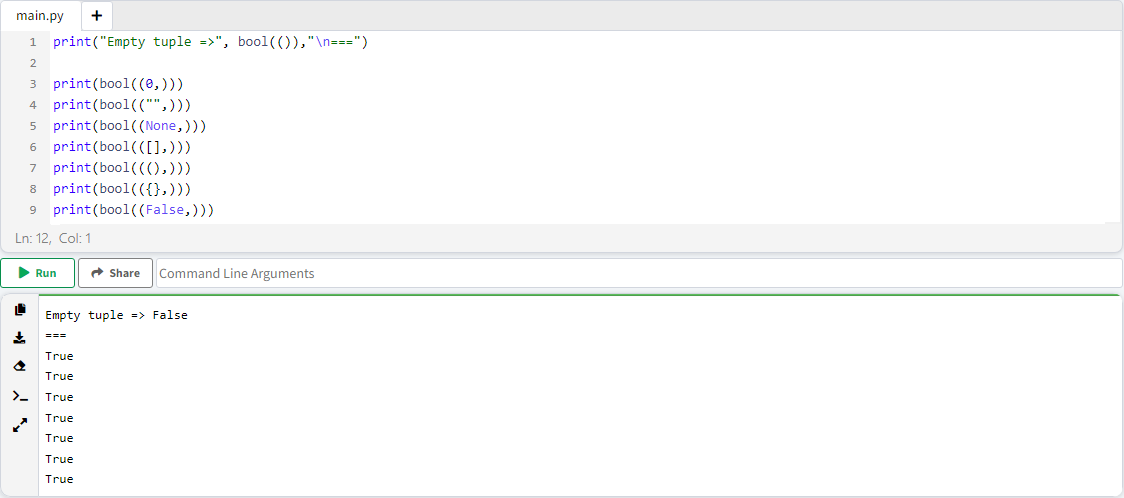 main.py +
1 print("Empty tuple =>", bool(()),"\n===")
2
3 print(bool((0,)))
4 print(bool(("",)))
5 print(bool((None,)))
6 print(bool(([],)))
7 print(bool(((),)))
8 print(bool(({},)))
9 print(bool((False,)))
Ln: 12, Col: 1
Run Share Command Line Arguments
Empty tuple => False
===
True
True
True
True
True
True
True